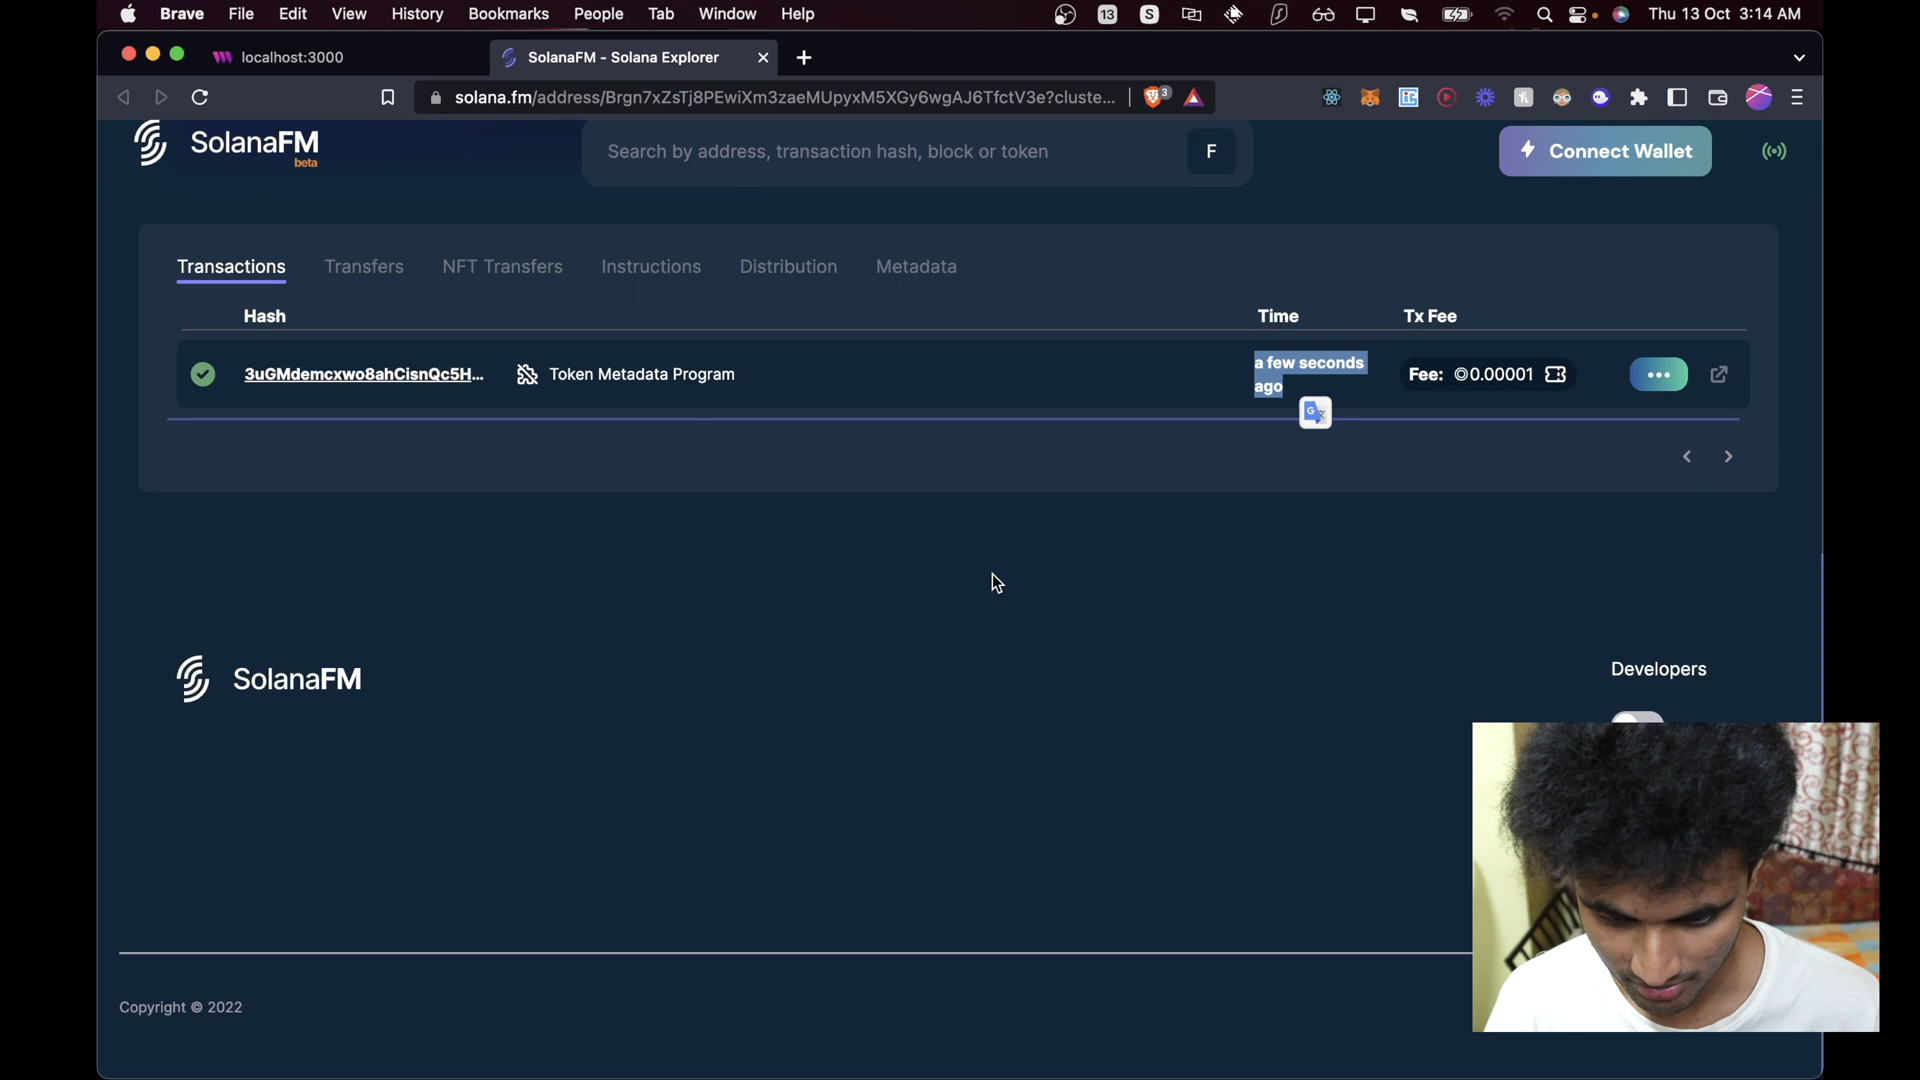 Brave File Edit View History Bookmarks People Tab Window Help 13 S Thu 13 Oct 3:14 AM
localhost:3000 SolanaFM - Solana Explorer
solana.fm/address/Brgn7xZsTj8PEwiXm3zaeMUpyxM5XGy6wgAJ6TfctV3e?cluste... 3
SolanaFM
beta
Search by address, transaction hash, block or token F
Connect Wallet
Transactions Transfers NFT Transfers Instructions Distribution Metadata
Hash Time Tx Fee
3uGMdemcxwo8ahCisnQc5H... Token Metadata Program a few seconds ago Fee: ◎0.00001
SolanaFM
Developers
Copyright © 2022